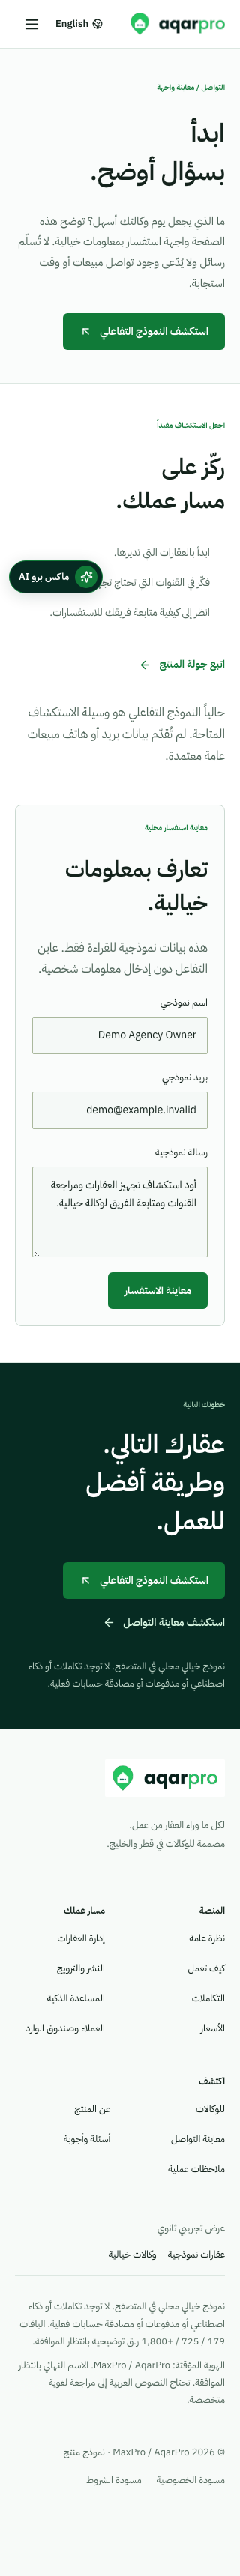 aqarpro
English
التواصل / معاينة واجهة
ابدأ
بسؤال أوضح.
ما الذي يجعل يوم وكالتك أسهل؟ توضح هذه
الصفحة واجهة استفسار بمعلومات خيالية. لا تُسلّم
رسائل ولا يُدعى وجود تواصل مبيعات أو وقت
استجابة.
استكشف النموذج التفاعلي
اجعل الاستكشاف مفيداً
ركّز على
مسار عملك.
ابدأ بالعقارات التي تديرها.
فكّر في القنوات التي تحتاج
ماكس برو AI
انظر إلى كيفية متابعة فريقك للاستفسارات.
اتبع جولة المنتج
حالياً النموذج التفاعلي هو وسيلة الاستكشاف
المتاحة. لم تُقدَّم بيانات بريد أو هاتف مبيعات
عامة معتمدة.
معاينة استفسار محلية
تعارف بمعلومات
خيالية.
هذه بيانات نموذجية للقراءة فقط. عاين
التفاعل دون إدخال معلومات شخصية.
اسم نموذجي
Demo Agency Owner
بريد نموذجي
demo@example.invalid
رسالة نموذجية
أود استكشاف تجهيز العقارات ومراجعة
القنوات ومتابعة الفريق لوكالة خيالية.
معاينة الاستفسار
خطوتك التالية
عقارك التالي.
وطريقة أفضل
للعمل.
استكشف النموذج التفاعلي
استكشف معاينة التواصل
نموذج خيالي محلي في المتصفح. لا توجد تكاملات أو ذكاء
اصطناعي أو مدفوعات أو مصادقة حسابات فعلية.
aqarpro
لكل ما وراء العقار من عمل.
مصممة للوكالات في قطر والخليج.
المنصة
نظرة عامة
كيف تعمل
التكاملات
الأسعار
مسار عملك
إدارة العقارات
النشر والترويج
المساعدة الذكية
العملاء وصندوق الوارد
اكتشف
للوكالات
عن المنتج
معاينة التواصل
أسئلة وأجوبة
ملاحظات عملية
عرض تجريبي ثانوي
عقارات نموذجية
وكالات خيالية
نموذج خيالي محلي في المتصفح. لا توجد تكاملات أو ذكاء
اصطناعي أو مدفوعات أو مصادقة حسابات فعلية. الباقات
179 / 725 / +1,800 ر.ق توضيحية بانتظار الموافقة.
الهوية المؤقتة: MaxPro / AqarPro. الاسم النهائي بانتظار
الموافقة. تحتاج النصوص العربية إلى مراجعة لغوية
متخصصة.
© 2026 MaxPro / AqarPro · نموذج منتج
مسودة الخصوصية
مسودة الشروط